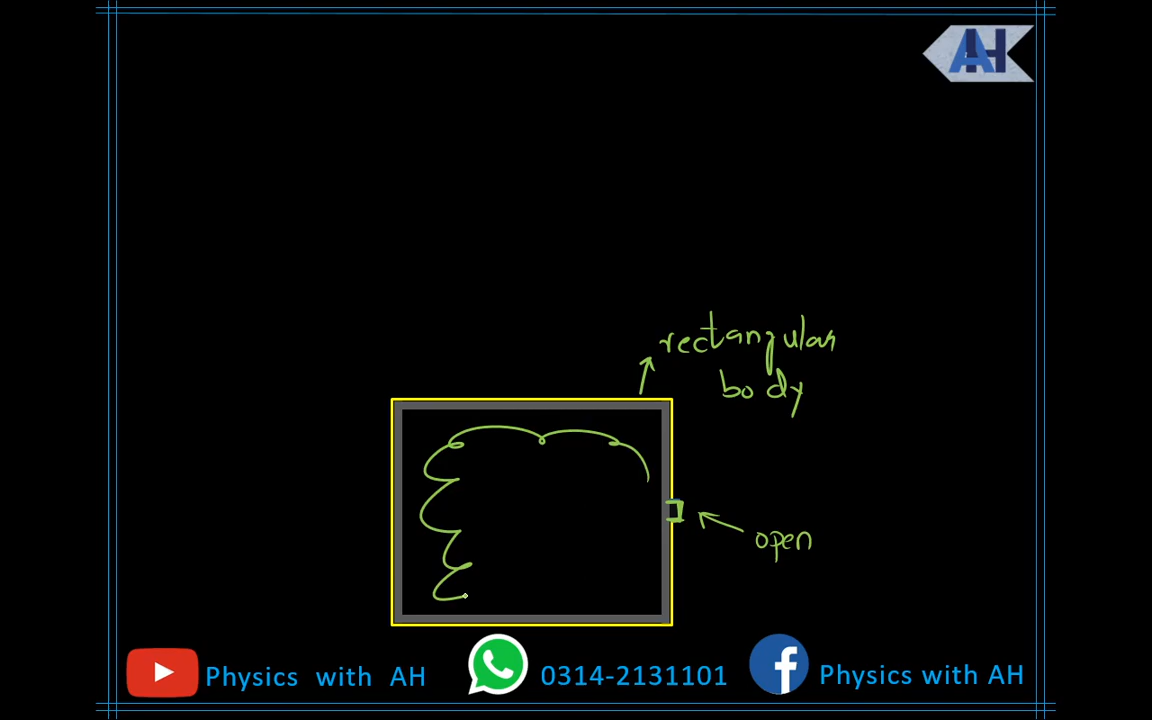 AH
rectangular
body
open
Physics with AH
0314-2131101
Physics with AH